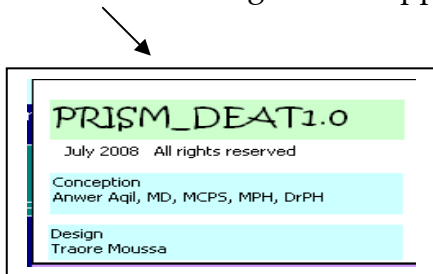 PRISM_DEAT1.0
July 2008 All rights reserved
Conception
Anwer Aqil, MD, MCPS, MPH, DrPH
Design
Traore Moussa